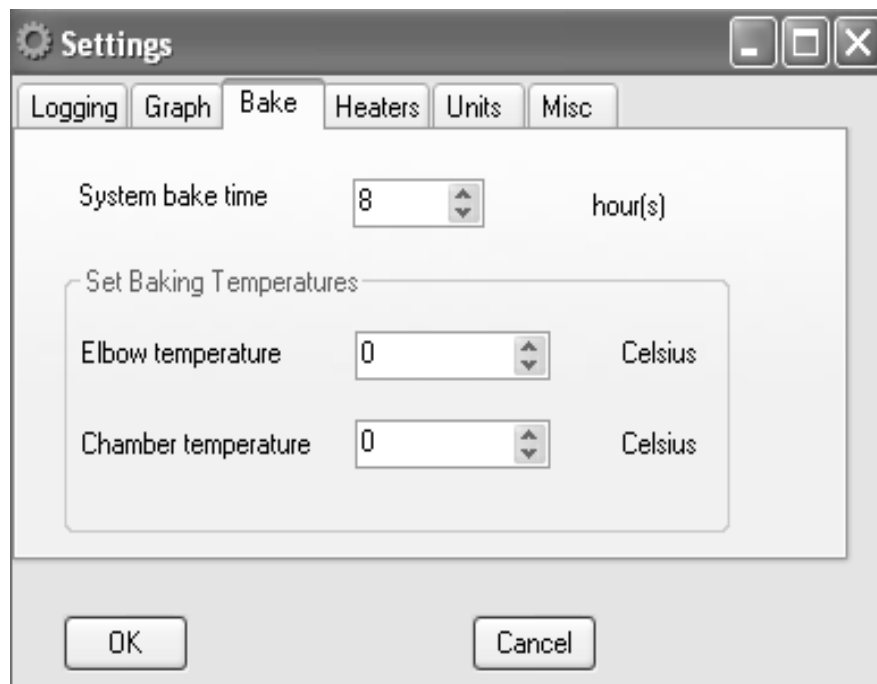 Settings
Logging Graph Bake Heaters Units Misc
System bake time 8 hour(s)
Set Baking Temperatures
Elbow temperature 0 Celsius
Chamber temperature 0 Celsius
OK Cancel